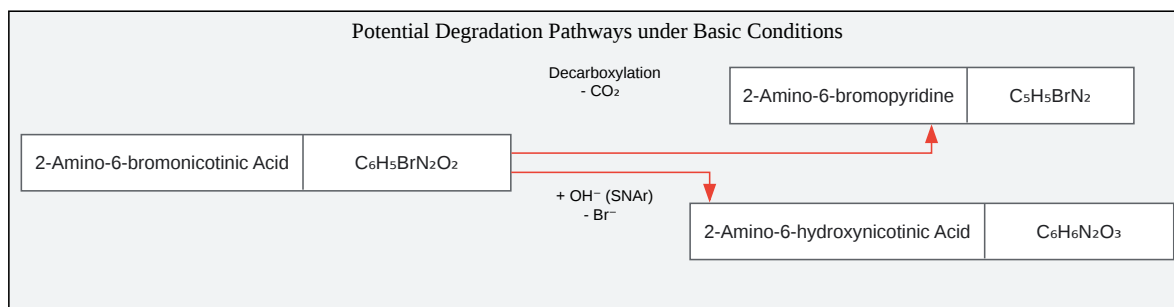 Potential Degradation Pathways under Basic Conditions
Decarboxylation
- CO₂
2-Amino-6-bromopyridine
C₅H₅BrN₂
2-Amino-6-bromonicotinic Acid
C₆H₅BrN₂O₂
+ OH⁻ (SNAr)
- Br⁻
2-Amino-6-hydroxynicotinic Acid
C₆H₆N₂O₃